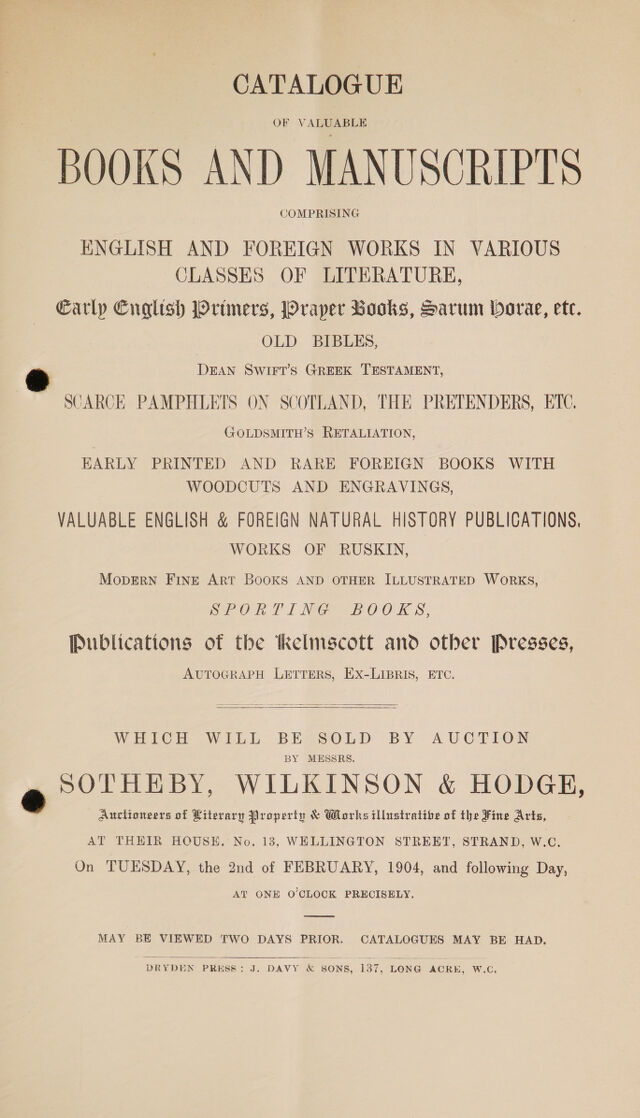 CATALOGUE
OF VALUABLE
BOOKS AND MANUSCRIPTS
COMPRISING
ENGLISH AND FOREIGN WORKS IN VARIOUS
CLASSES OF LITERATURE,
Early English Primers, Prayer Books, Sarum Horae, etc.
OLD BIBLES,
DEAN SWIFT'S GREEK TESTAMENT,
SCARCE PAMPHLETS ON SCOTLAND, THE PRETENDERS, ETC.
GOLDSMITH'S RETALIATION,
EARLY PRINTED AND RARE FOREIGN BOOKS WITH
WOODCUTS AND ENGRAVINGS,
VALUABLE ENGLISH & FOREIGN NATURAL HISTORY PUBLICATIONS,
WORKS OF RUSKIN,
MODERN FINE ART BOOKS AND OTHER ILLUSTRATED WORKS,
SPORTING BOOKS,
Publications of the Kelmscott and other Presses,
AUTOGRAPH LETTERS, EX-LIBRIS, ETC.
WHICH WILL BE SOLD BY AUCTION
BY MESSRS.
SOTHEBY, WILKINSON & HODGE,
Auctioneers of Literary Property & Works illustrative of the Fine Arts,
AT THEIR HOUSE, No. 13, WELLINGTON STREET, STRAND, W.C.
On TUESDAY, the 2nd of FEBRUARY, 1904, and following Day,
AT ONE O'CLOCK PRECISELY.
MAY BE VIEWED TWO DAYS PRIOR. CATALOGUES MAY BE HAD.
DRYDEN PRESS: J. DAVY & SONS, 137, LONG ACRE, W.C.